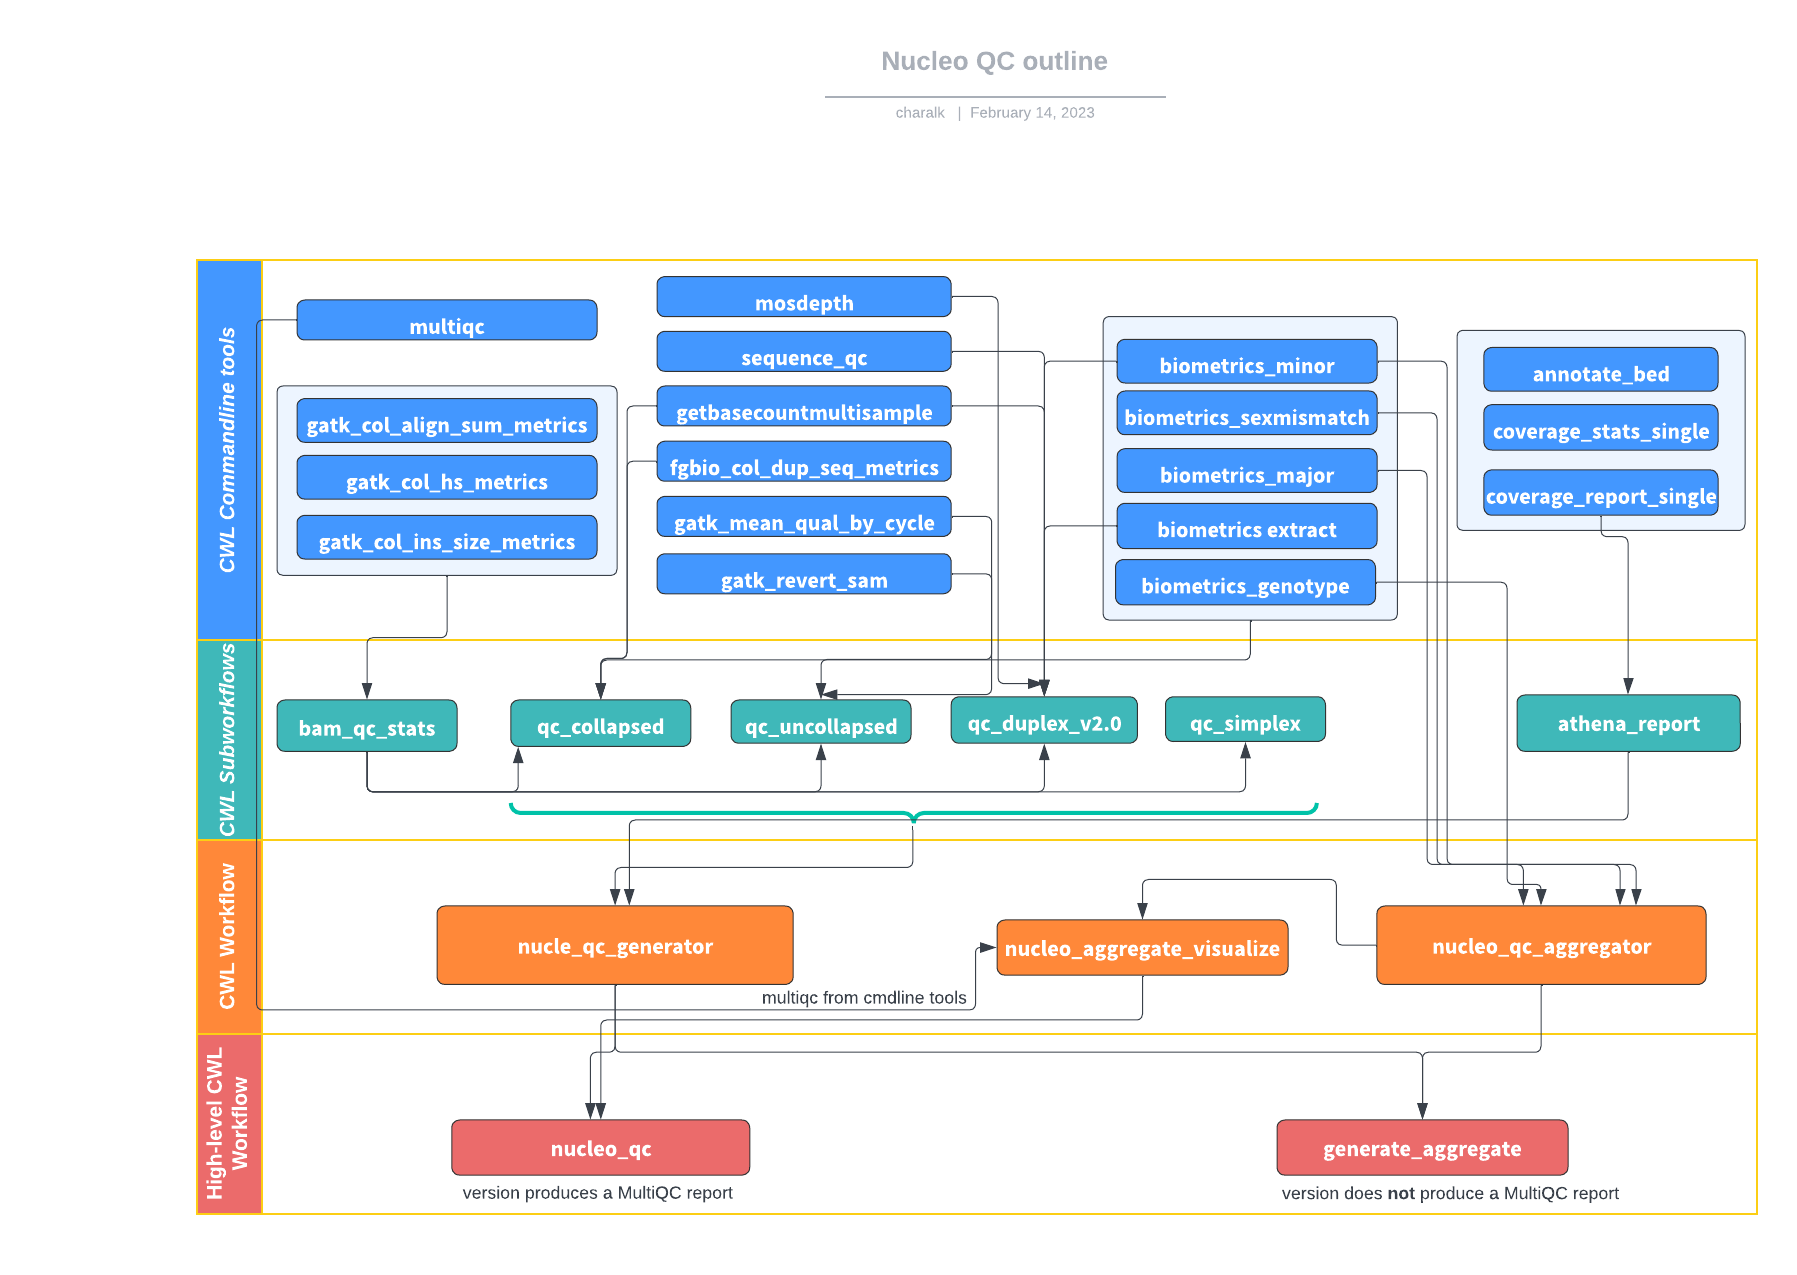 Nucleo QC outline
charalk | February 14, 2023
CWL Commandline tools
multiqc
gatk_col_align_sum_metrics
gatk_col_hs_metrics
gatk_col_ins_size_metrics
mosdepth
sequence_qc
getbasecountmultisample
fgbio_col_dup_seq_metrics
gatk_mean_qual_by_cycle
gatk_revert_sam
biometrics_minor
biometrics_sexmismatch
biometrics_major
biometrics extract
biometrics_genotype
annotate_bed
coverage_stats_single
coverage_report_single
CWL Subworkflows
bam_qc_stats
qc_collapsed
qc_uncollapsed
qc_duplex_v2.0
qc_simplex
athena_report
CWL Workflow
nucle_qc_generator
nucleo_aggregate_visualize
nucleo_qc_aggregator
multiqc from cmdline tools
High-level CWL
Workflow
nucleo_qc
version produces a MultiQC report
generate_aggregate
version does not produce a MultiQC report